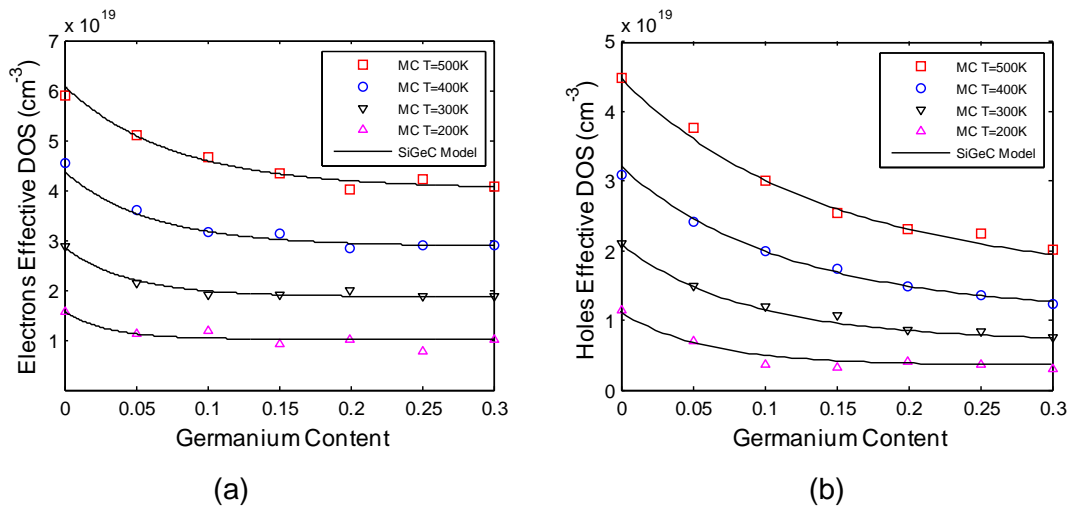 x 10^19
7
6
5
4
3
2
1
0 0.05 0.1 0.15 0.2 0.25 0.3
Electrons Effective DOS (cm^-3)
Germanium Content
MC T=500K
MC T=400K
MC T=300K
MC T=200K
SiGeC Model
(a)
x 10^19
5
4
3
2
1
0
0 0.05 0.1 0.15 0.2 0.25 0.3
Holes Effective DOS (cm^-3)
Germanium Content
MC T=500K
MC T=400K
MC T=300K
MC T=200K
SiGeC Model
(b)